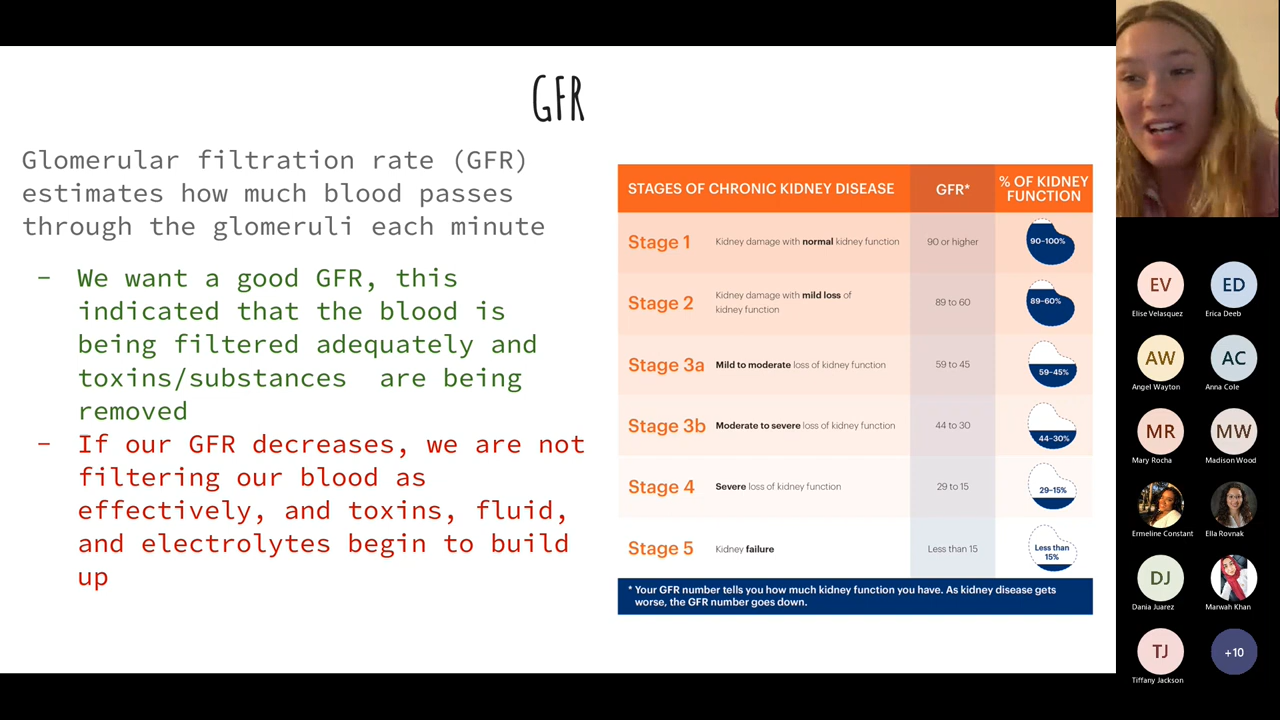 GFR
Glomerular filtration rate (GFR)
estimates how much blood passes
through the glomeruli each minute
- We want a good GFR, this
indicated that the blood is
being filtered adequately and
toxins/substances are being
removed
- If our GFR decreases, we are not
filtering our blood as
effectively, and toxins, fluid,
and electrolytes begin to build
up
STAGES OF CHRONIC KIDNEY DISEASE
GFR*
% OF KIDNEY
FUNCTION
Stage 1
Kidney damage with normal kidney function
90 or higher
90-100%
Stage 2
Kidney damage with mild loss of
kidney function
89 to 60
89-60%
Stage 3a
Mild to moderate loss of kidney function
59 to 45
59-45%
Stage 3b
Moderate to severe loss of kidney function
44 to 30
44-30%
Stage 4
Severe loss of kidney function
29 to 15
29-15%
Stage 5
Kidney failure
Less than 15
Less than
15%
* Your GFR number tells you how much kidney function you have. As kidney disease gets
worse, the GFR number goes down.
EV
Elise Velasquez
ED
Erica Deeb
AW
Angel Wayton
AC
Anna Cole
MR
Mary Rocha
MW
Madison Wood
Ermeline Constant
Ella Rovnak
DJ
Dania Juarez
Marwah Khan
TJ
Tiffany Jackson
+10